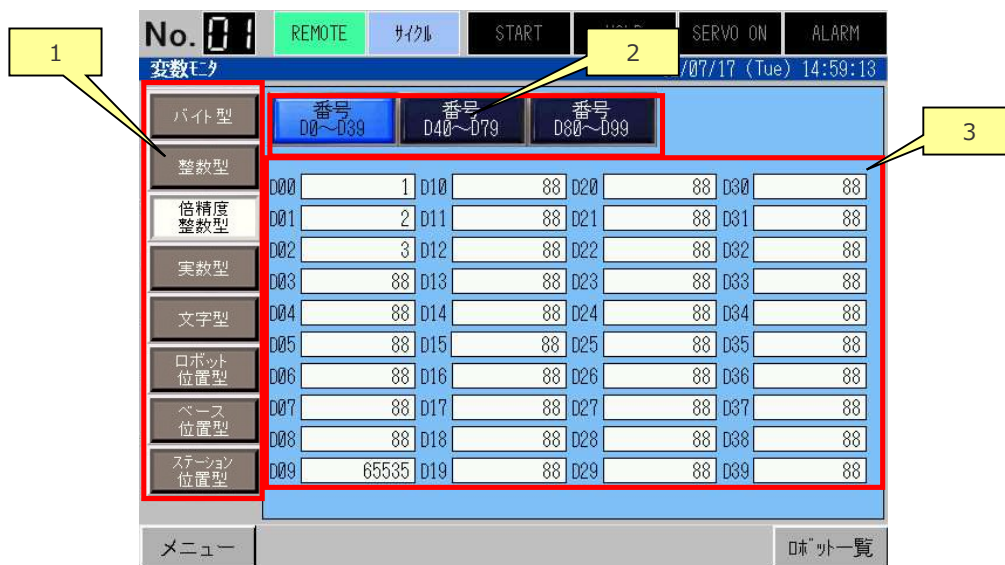 No. 01 REMOTE サイクル START SERVO ON ALARM
1
2
3
変数モニタ /07/17 (Tue) 14:59:13
バイト型
整数型
倍精度
整数型
実数型
文字型
ロボット
位置型
ベース
位置型
ステーション
位置型
番号
D0～D39
番号
D40～D79
番号
D80～D99
D00 1 D10 88 D20 88 D30 88
D01 2 D11 88 D21 88 D31 88
D02 3 D12 88 D22 88 D32 88
D03 88 D13 88 D23 88 D33 88
D04 88 D14 88 D24 88 D34 88
D05 88 D15 88 D25 88 D35 88
D06 88 D16 88 D26 88 D36 88
D07 88 D17 88 D27 88 D37 88
D08 88 D18 88 D28 88 D38 88
D09 65535 D19 88 D29 88 D39 88
メニュー ロボット一覧